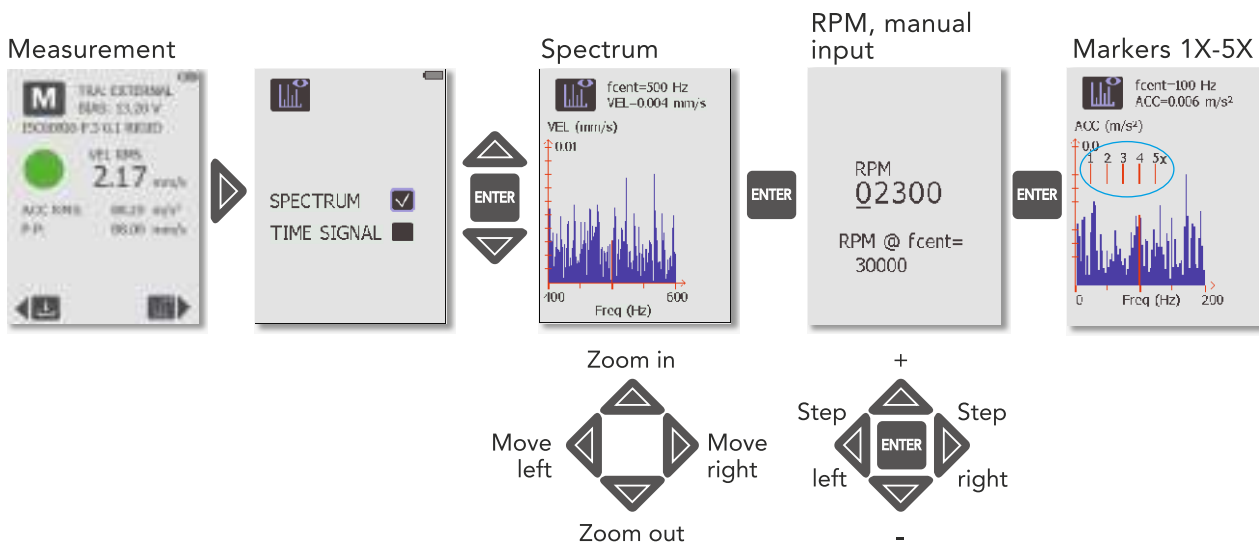 Measurement
M
TRA: EXTERNAL
BIAS: 13,20 V
VEL RMS
2.17 mm/s
ACC RMS
P-P:
SPECTRUM
TIME SIGNAL
ENTER
Spectrum
fcent=500 Hz
VEL=0.004 mm/s
VEL (mm/s)
0.01
400
600
Freq (Hz)
ENTER
RPM, manual
input
RPM
02300
RPM @ fcent=
30000
ENTER
Markers 1X-5X
fcent=100 Hz
ACC=0.006 m/s²
ACC (m/s²)
0.0
1 2 3 4 5x
0 Freq (Hz) 200
Zoom in
Move
left
Move
right
Zoom out
+
Step
left
ENTER
Step
right
-